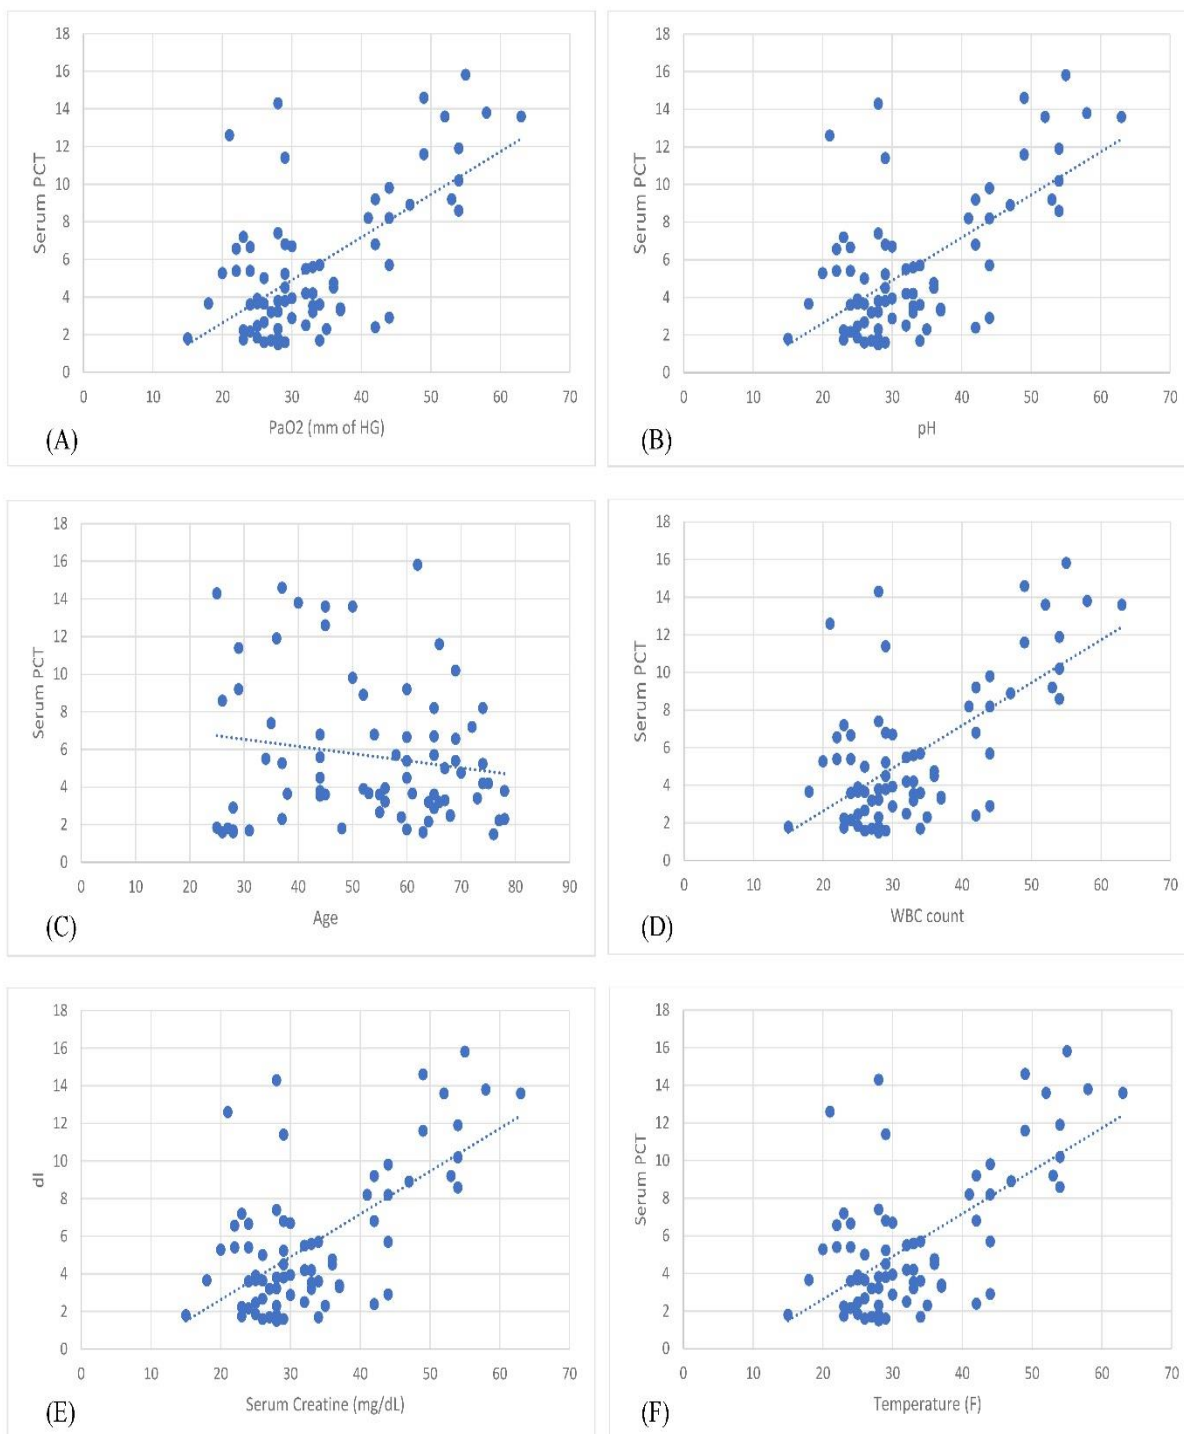 18
16
14
12
10
8
6
4
2
0
Serum PCT
0 10 20 30 40 50 60 70
PaO2 (mm of HG)
(A)
18
16
14
12
10
8
6
4
2
0
Serum PCT
0 10 20 30 40 50 60 70
pH
(B)
18
16
14
12
10
8
6
4
2
0
Serum PCT
0 10 20 30 40 50 60 70 80 90
Age
(C)
18
16
14
12
10
8
6
4
2
0
Serum PCT
0 10 20 30 40 50 60 70
WBC count
(D)
18
16
14
12
10
8
6
4
2
0
dl
0 10 20 30 40 50 60 70
Serum Creatine (mg/dL)
(E)
18
16
14
12
10
8
6
4
2
0
Serum PCT
0 10 20 30 40 50 60 70
Temperature (F)
(F)